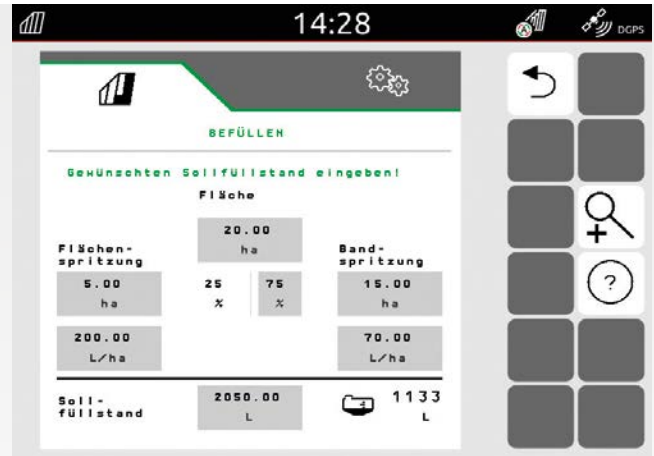 14:28
DGPS
BEFÜLLEN
Gewünschten Sollfüllstand eingeben!
Fläche
20.00
ha
Flächen-
spritzung
Band-
spritzung
5.00
ha
25
%
75
%
15.00
ha
200.00
L/ha
70.00
L/ha
Soll-
füllstand
2050.00
L
1133
L
?